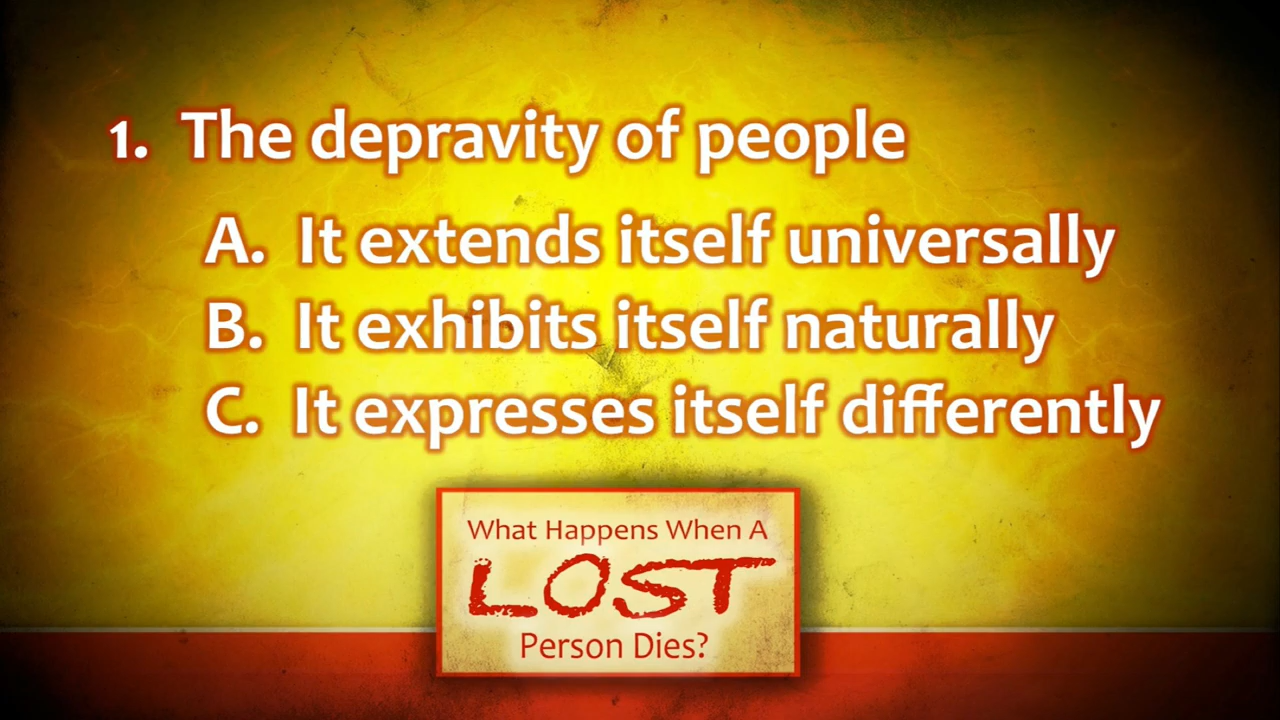 1. The depravity of people
A. It extends itself universally
B. It exhibits itself naturally
C. It expresses itself differently
What Happens When A
LOST
Person Dies?